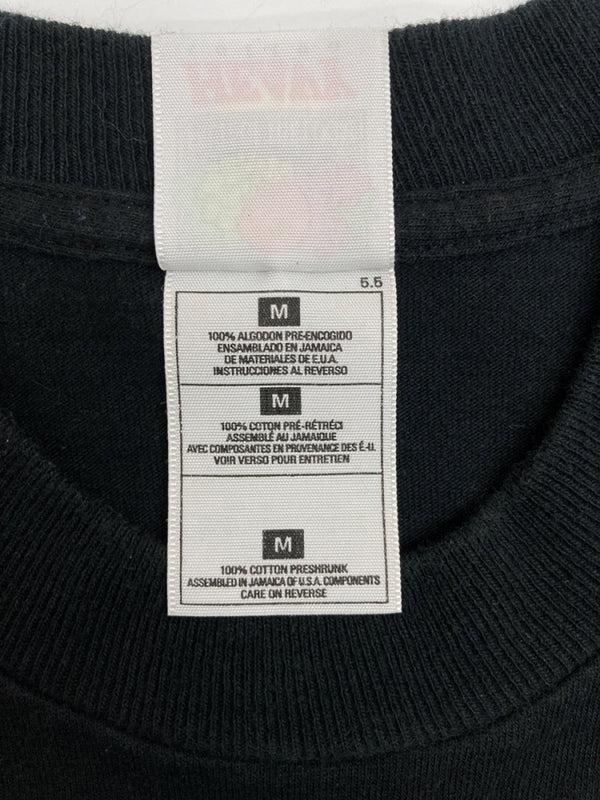 5.5
M
100% ALGODON PRE-ENCOGIDO
ENSAMBLADO EN JAMAICA
DE MATERIALES DE E.U.A.
INSTRUCCIONES AL REVERSO
M
100% COTON PRÉ-RÉTRÉCI
ASSEMBLÉ AU JAMAIQUE
AVEC COMPOSANTES EN PROVENANCE DES É.-U.
VOIR VERSO POUR ENTRETIEN
M
100% COTTON PRESHRUNK
ASSEMBLED IN JAMAICA OF U.S.A. COMPONENTS
CARE ON REVERSE